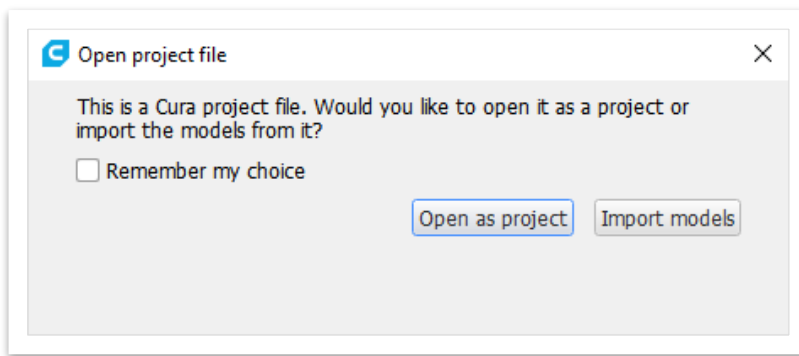 Open project file
This is a Cura project file. Would you like to open it as a project or
import the models from it?
Remember my choice
Open as project Import models